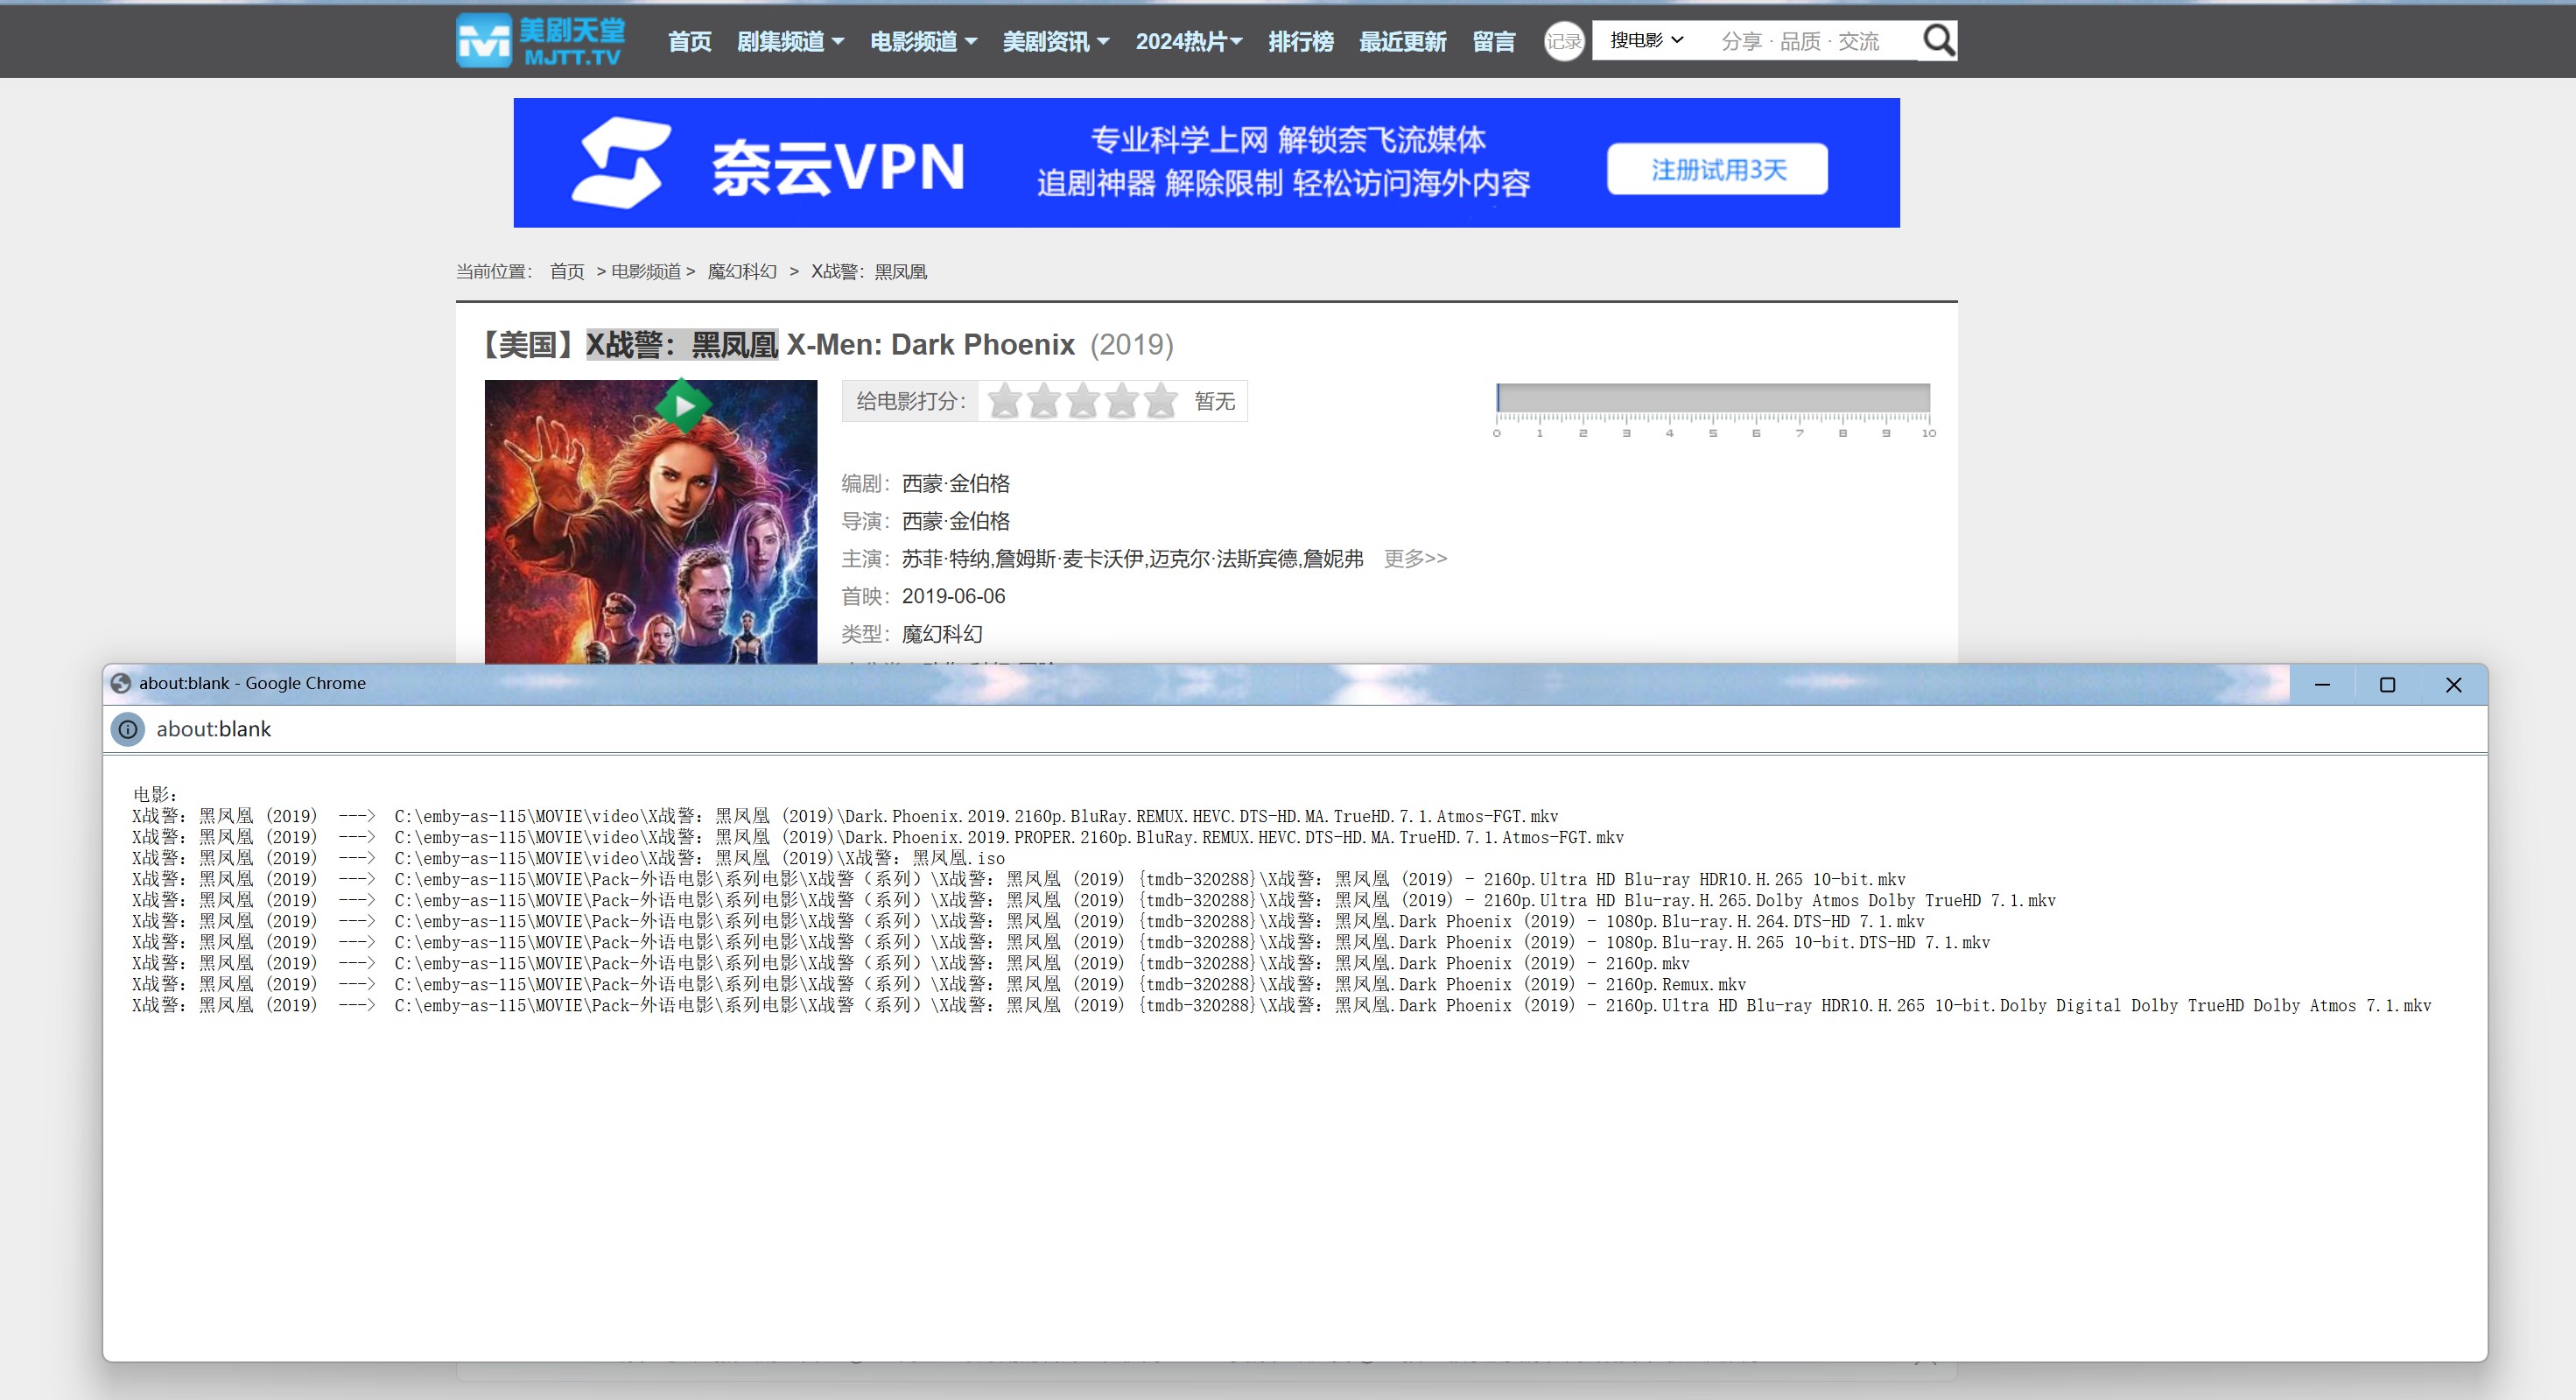 美剧天堂
MJTT.TV
首页 剧集频道 电影频道 美剧资讯 2024热片 排行榜 最近更新 留言 记录 搜电影 分享 · 品质 · 交流
奈云VPN
专业科学上网 解锁奈飞流媒体
追剧神器 解除限制 轻松访问海外内容
注册试用3天
当前位置： 首页 > 电影频道 > 魔幻科幻 > X战警：黑凤凰
【美国】X战警：黑凤凰 X-Men: Dark Phoenix (2019)
给电影打分： 暂无
0 1 2 3 4 5 6 7 8 9 10
编剧：西蒙·金伯格
导演：西蒙·金伯格
主演：苏菲·特纳,詹姆斯·麦卡沃伊,迈克尔·法斯宾德,詹妮弗 更多>>
首映：2019-06-06
类型：魔幻科幻
about:blank - Google Chrome
about:blank
电影：
X战警：黑凤凰 (2019) ---> C:\emby-as-115\MOVIE\video\X战警：黑凤凰 (2019)\Dark.Phoenix.2019.2160p.BluRay.REMUX.HEVC.DTS-HD.MA.TrueHD.7.1.Atmos-FGT.mkv
X战警：黑凤凰 (2019) ---> C:\emby-as-115\MOVIE\video\X战警：黑凤凰 (2019)\Dark.Phoenix.2019.PROPER.2160p.BluRay.REMUX.HEVC.DTS-HD.MA.TrueHD.7.1.Atmos-FGT.mkv
X战警：黑凤凰 (2019) ---> C:\emby-as-115\MOVIE\video\X战警：黑凤凰 (2019)\X战警：黑凤凰.iso
X战警：黑凤凰 (2019) ---> C:\emby-as-115\MOVIE\Pack-外语电影\系列电影\X战警（系列）\X战警：黑凤凰 (2019) {tmdb-320288}\X战警：黑凤凰 (2019) - 2160p.Ultra HD Blu-ray HDR10.H.265 10-bit.mkv
X战警：黑凤凰 (2019) ---> C:\emby-as-115\MOVIE\Pack-外语电影\系列电影\X战警（系列）\X战警：黑凤凰 (2019) {tmdb-320288}\X战警：黑凤凰 (2019) - 2160p.Ultra HD Blu-ray.H.265.Dolby Atmos Dolby TrueHD 7.1.mkv
X战警：黑凤凰 (2019) ---> C:\emby-as-115\MOVIE\Pack-外语电影\系列电影\X战警（系列）\X战警：黑凤凰 (2019) {tmdb-320288}\X战警：黑凤凰.Dark Phoenix (2019) - 1080p.Blu-ray.H.264.DTS-HD 7.1.mkv
X战警：黑凤凰 (2019) ---> C:\emby-as-115\MOVIE\Pack-外语电影\系列电影\X战警（系列）\X战警：黑凤凰 (2019) {tmdb-320288}\X战警：黑凤凰.Dark Phoenix (2019) - 1080p.Blu-ray.H.265 10-bit.DTS-HD 7.1.mkv
X战警：黑凤凰 (2019) ---> C:\emby-as-115\MOVIE\Pack-外语电影\系列电影\X战警（系列）\X战警：黑凤凰 (2019) {tmdb-320288}\X战警：黑凤凰.Dark Phoenix (2019) - 2160p.mkv
X战警：黑凤凰 (2019) ---> C:\emby-as-115\MOVIE\Pack-外语电影\系列电影\X战警（系列）\X战警：黑凤凰 (2019) {tmdb-320288}\X战警：黑凤凰.Dark Phoenix (2019) - 2160p.Remux.mkv
X战警：黑凤凰 (2019) ---> C:\emby-as-115\MOVIE\Pack-外语电影\系列电影\X战警（系列）\X战警：黑凤凰 (2019) {tmdb-320288}\X战警：黑凤凰.Dark Phoenix (2019) - 2160p.Ultra HD Blu-ray HDR10.H.265 10-bit.Dolby Digital Dolby TrueHD Dolby Atmos 7.1.mkv